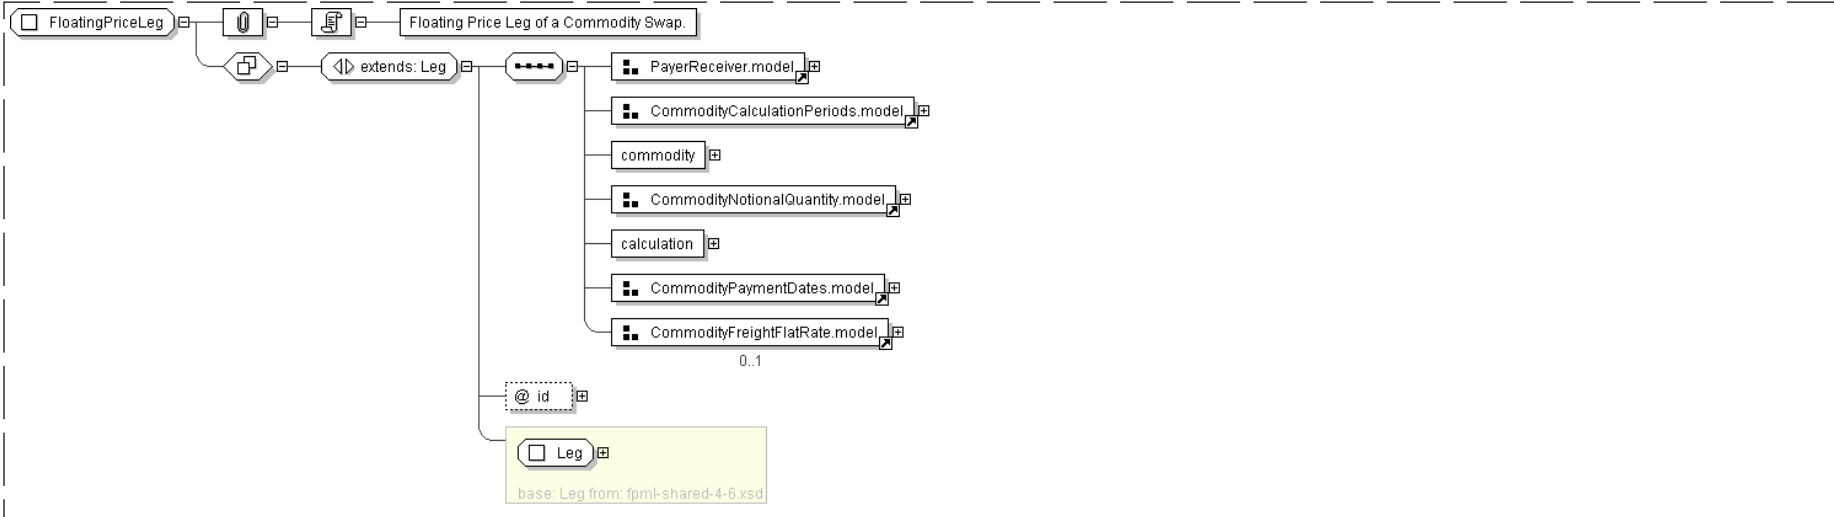 FloatingPriceLeg
Floating Price Leg of a Commodity Swap.
extends: Leg
PayerReceiver.model
CommodityCalculationPeriods.model
commodity
CommodityNotionalQuantity.model
calculation
CommodityPaymentDates.model
CommodityFreightFlatRate.model
0..1
@ id
Leg
base: Leg from: fpml-shared-4-6.xsd